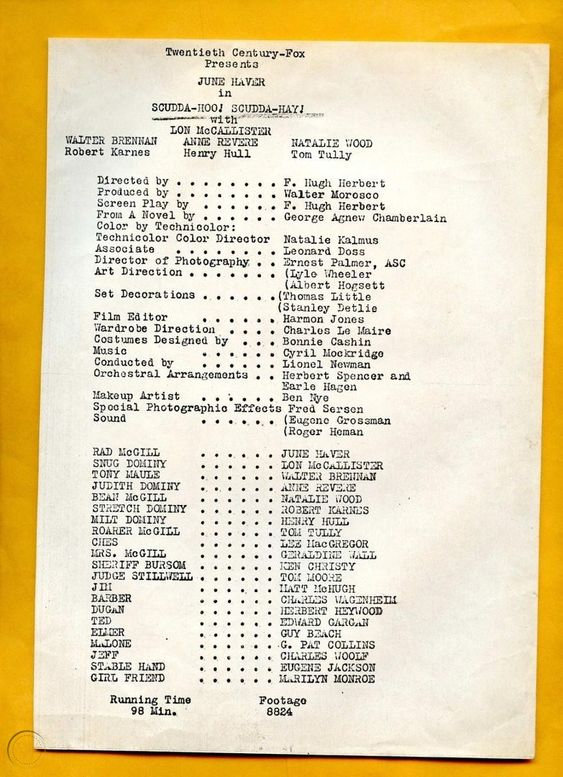 Twentieth Century-Fox
Presents
JUNE HAVER
in
SCUDDA-HOO! SCUDDA-HAY!
with
LON McCALLISTER
WALTER BRENNAN ANNE REVERE NATALIE WOOD
Robert Karnes Henry Hull Tom Tully
Directed by . . . . . . . . F. Hugh Herbert
Produced by . . . . . . . . Walter Morosco
Screen Play by . . . . . . F. Hugh Herbert
From A Novel by . . . . . . George Agnew Chamberlain
Color by Technicolor:
Technicolor Color Director Natalie Kalmus
Associate . . . . . . . . Leonard Doss
Director of Photography . . Ernest Palmer, ASC
Art Direction . . . . . . . (Lyle Wheeler
(Albert Hogsett
Set Decorations . . . . . . (Thomas Little
(Stanley Detlie
Film Editor . . . . . . Harmon Jones
Wardrobe Direction . . . . Charles Le Maire
Costumes Designed by . . . Bonnie Cashin
Music . . . . . . Cyril Mockridge
Conducted by . . . . . . Lionel Newman
Orchestral Arrangements . . Herbert Spencer and
Earle Hagen
Makeup Artist . . . . . . Ben Nye
Special Photographic Effects Fred Sersen
Sound . . . . . . (Eugene Grossman
(Roger Heman
RAD McGILL . . . . . . JUNE HAVER
SNUG DOMINY . . . . . . LON McCALLISTER
TONY MAULE . . . . . . WALTER BRENNAN
JUDITH DOMINY . . . . . . ANNE REVERE
BEAN McGILL . . . . . . NATALIE WOOD
STRETCH DOMINY . . . . . . ROBERT KARNES
MILT DOMINY . . . . . . HENRY HULL
ROARER McGILL . . . . . . TOM TULLY
CHES . . . . . . LEE MacGREGOR
MRS. McGILL . . . . . . GERALDINE WALL
SHERIFF BURSOM . . . . . . KEN CHRISTY
JUDGE STILLWELL . . . . . . TOM MOORE
JIM . . . . . . MATT McHUGH
BARBER . . . . . . CHARLES WAGENHEIM
DUGAN . . . . . . HERBERT HEYWOOD
TED . . . . . . EDWARD GARGAN
ELMER . . . . . . GUY BEACH
MALONE . . . . . . G. PAT COLLINS
JEFF . . . . . . CHARLES WOOLF
STABLE HAND . . . . . . EUGENE JACKSON
GIRL FRIEND . . . . . . MARILYN MONROE
Running Time Footage
98 Min. 8824